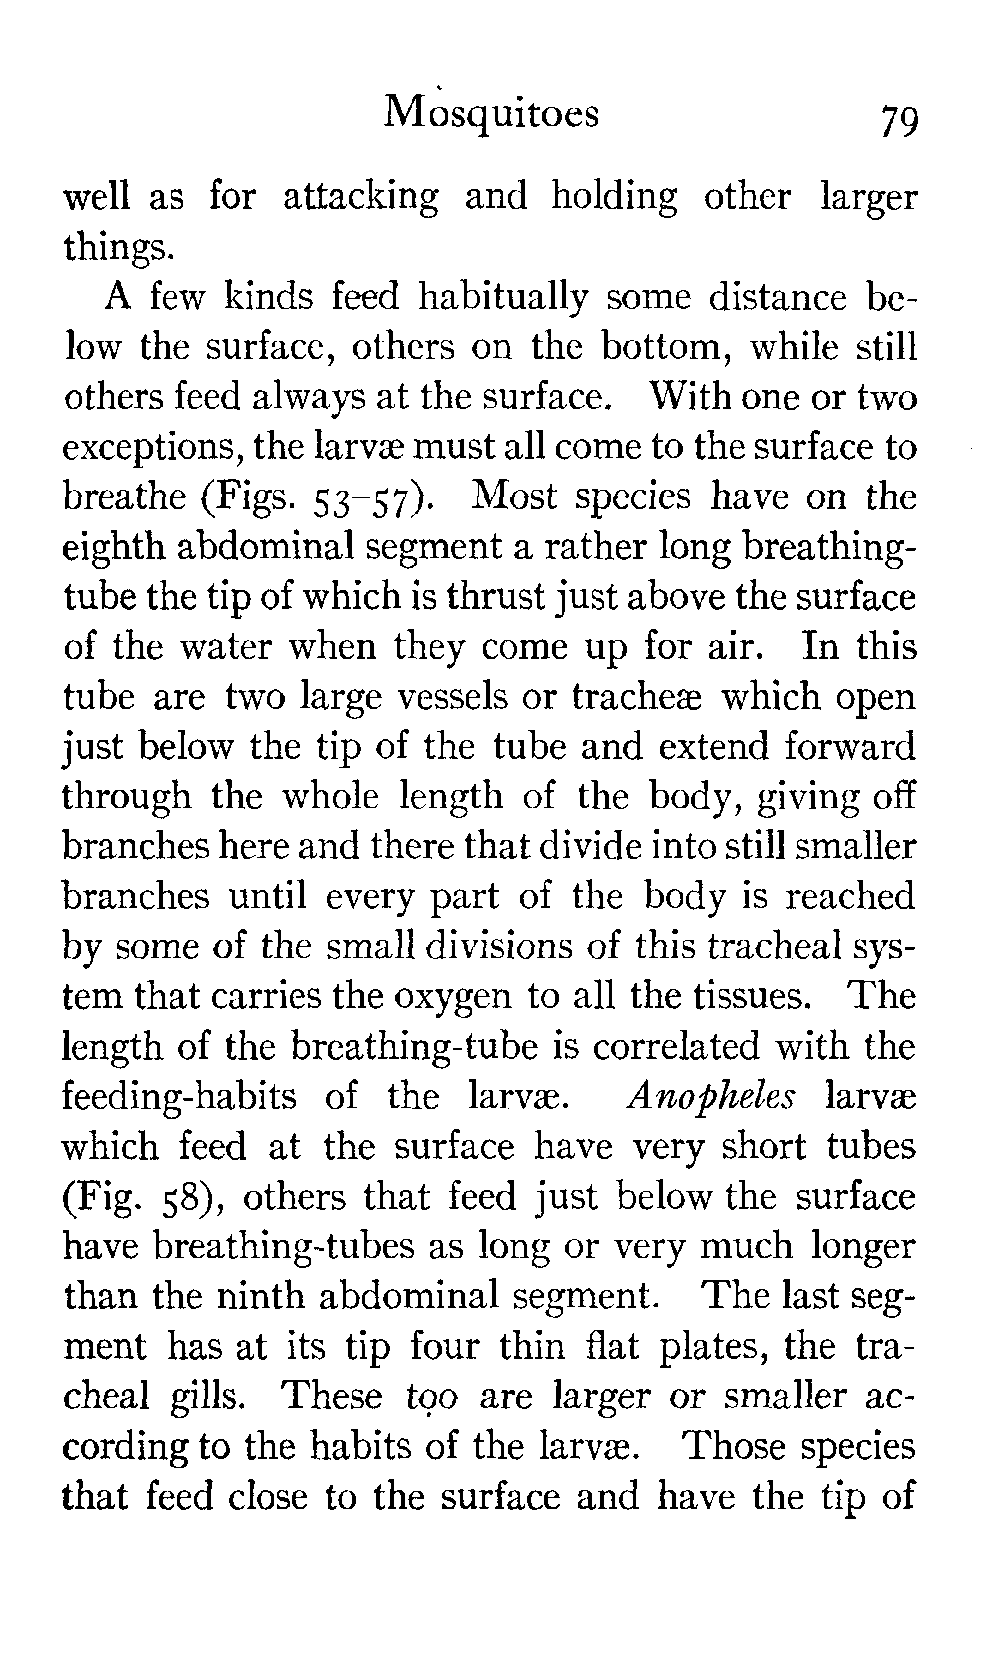 Mosquitoes 79
well as for attacking and holding other larger
things.
A few kinds feed habitually some distance be-
low the surface, others on the bottom, while still
others feed always at the surface. With one or two
exceptions, the larvæ must all come to the surface to
breathe (Figs. 53–57). Most species have on the
eighth abdominal segment a rather long breathing-
tube the tip of which is thrust just above the surface
of the water when they come up for air. In this
tube are two large vessels or tracheæ which open
just below the tip of the tube and extend forward
through the whole length of the body, giving off
branches here and there that divide into still smaller
branches until every part of the body is reached
by some of the small divisions of this tracheal sys-
tem that carries the oxygen to all the tissues. The
length of the breathing-tube is correlated with the
feeding-habits of the larvæ. Anopheles larvæ
which feed at the surface have very short tubes
(Fig. 58), others that feed just below the surface
have breathing-tubes as long or very much longer
than the ninth abdominal segment. The last seg-
ment has at its tip four thin flat plates, the tra-
cheal gills. These too are larger or smaller ac-
cording to the habits of the larvæ. Those species
that feed close to the surface and have the tip of